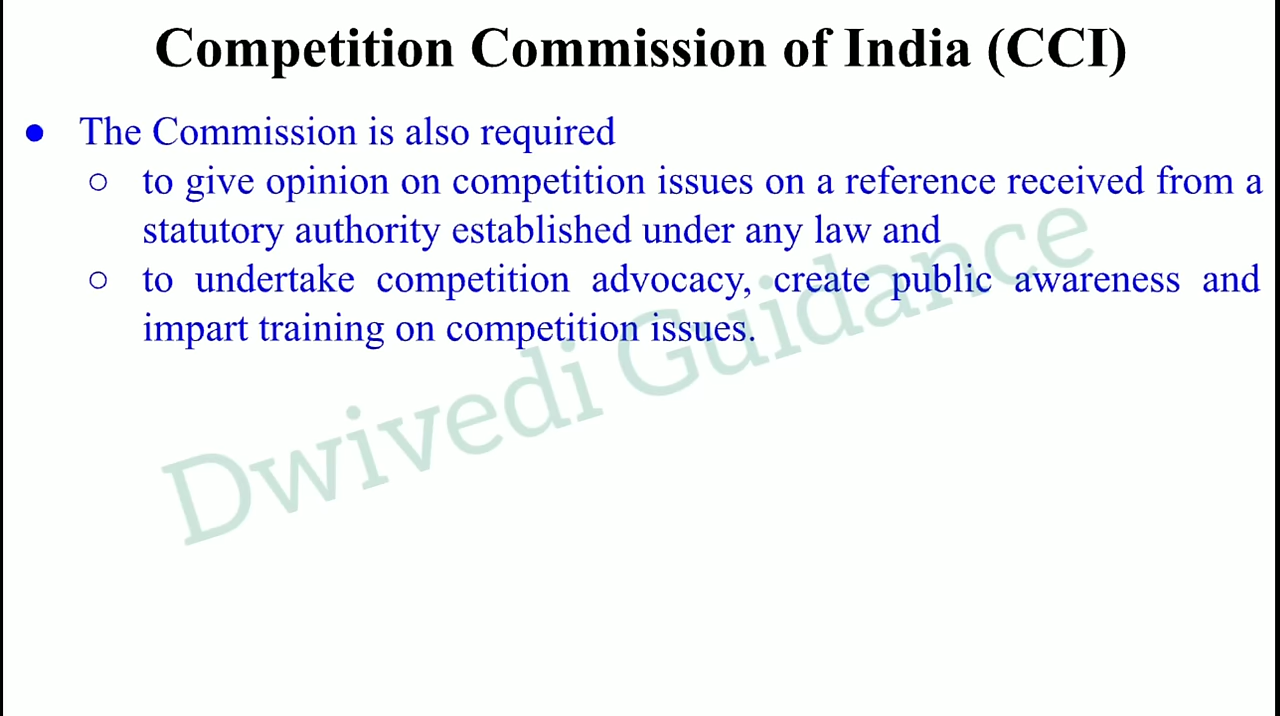 Competition Commission of India (CCI)
● The Commission is also required
○ to give opinion on competition issues on a reference received from a
statutory authority established under any law and
○ to undertake competition advocacy, create public awareness and
impart training on competition issues.
Dwivedi Guidance